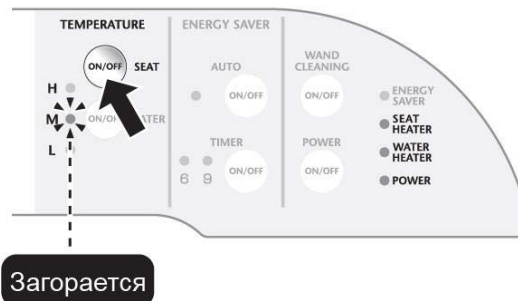 TEMPERATURE
ON/OFF SEAT
H
M ON/OFF WATER
L
ENERGY SAVER
AUTO
ON/OFF
TIMER
6 9 ON/OFF
WAND
CLEANING
ON/OFF
POWER
ON/OFF
ENERGY
SAVER
SEAT
HEATER
WATER
HEATER
POWER
Загорается